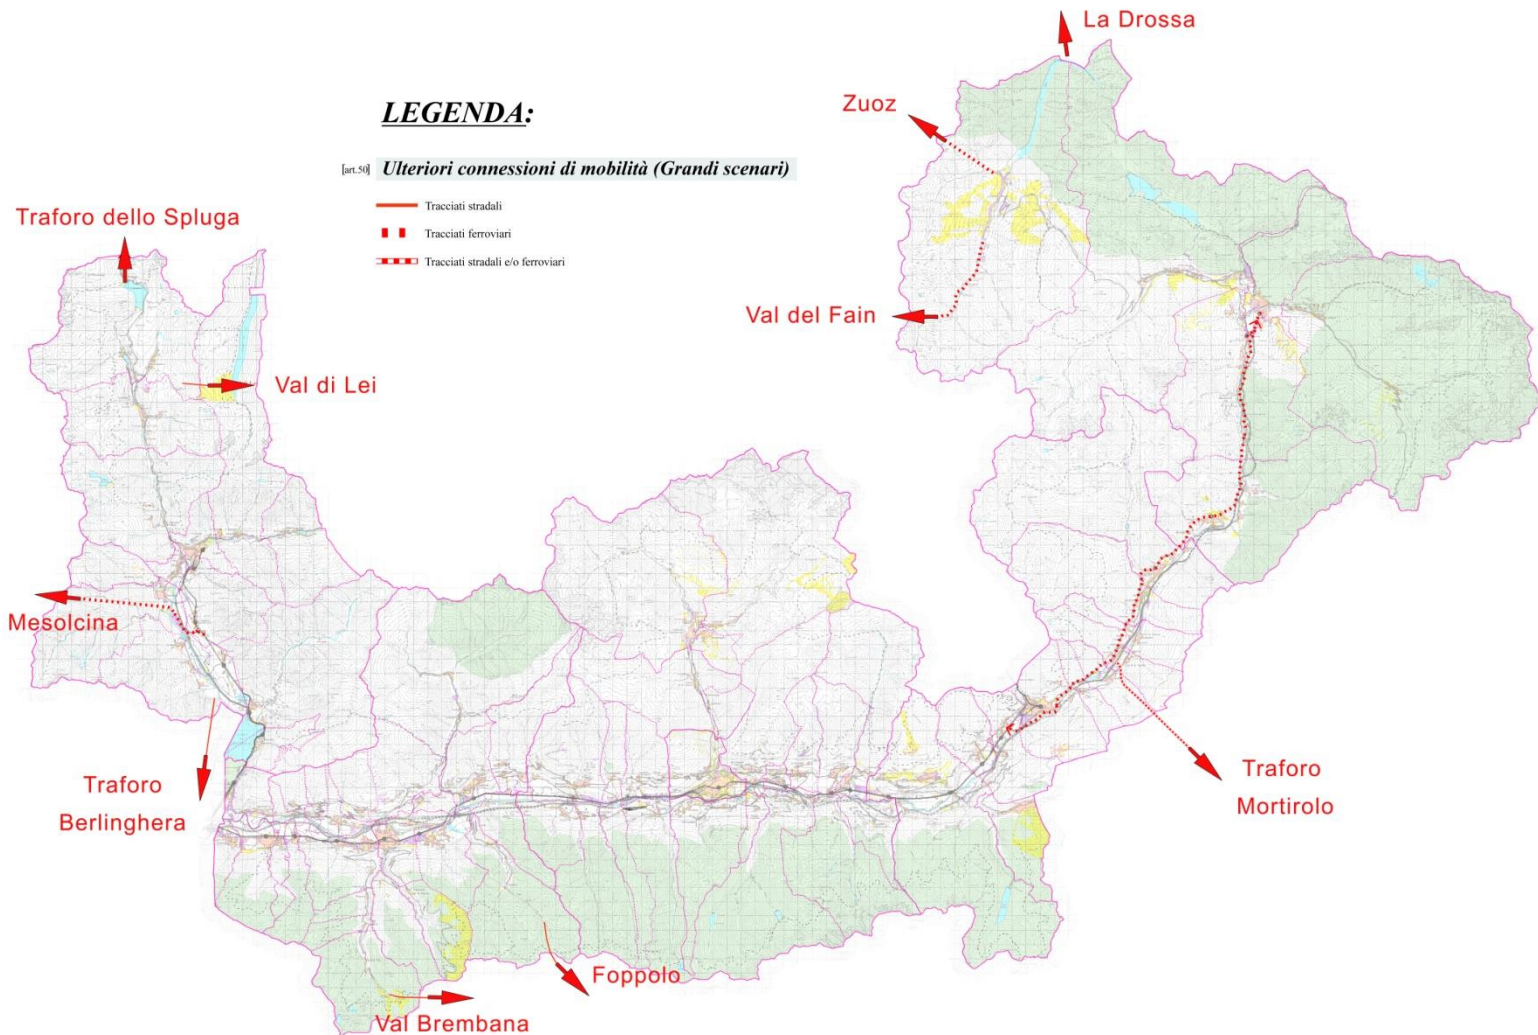 La Drossa
Zuoz
LEGENDA:
[art.50] Ulteriori connessioni di mobilità (Grandi scenari)
Tracciati stradali
Tracciati ferroviari
Tracciati stradali e/o ferroviari
Traforo dello Spluga
Val del Fain
Val di Lei
Mesolcina
Traforo
Berlinghera
Traforo
Mortirolo
Foppolo
Val Brembana